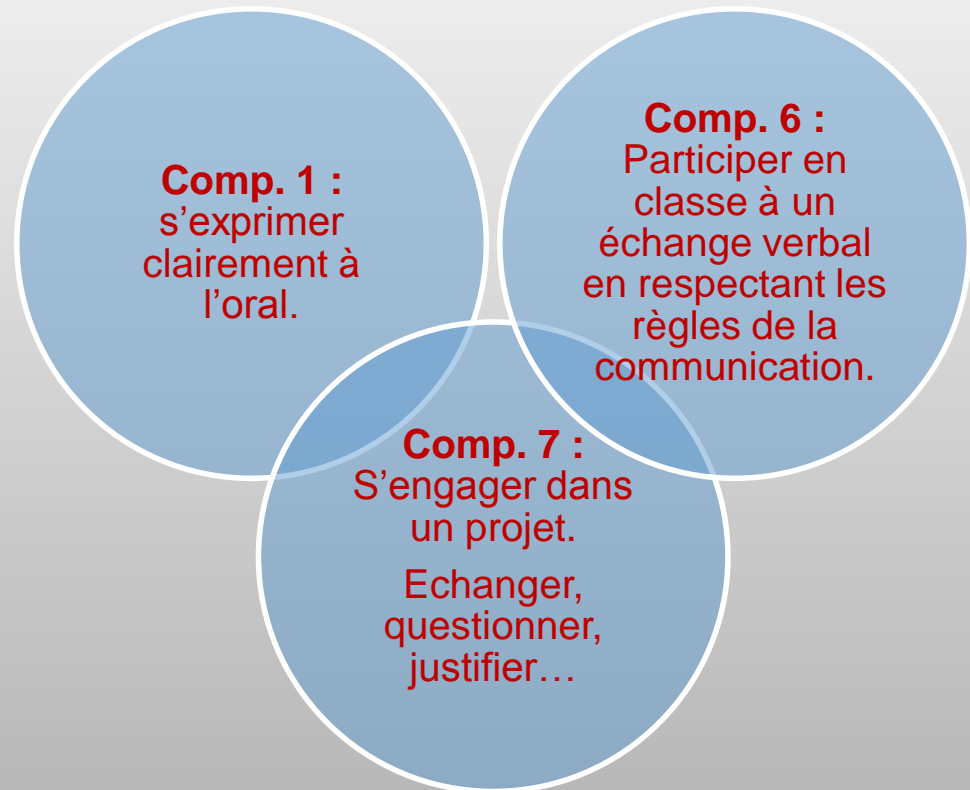 Comp. 1 :
s’exprimer
clairement à
l’oral.
Comp. 6 :
Participer en
classe à un
échange verbal
en respectant les
règles de la
communication.
Comp. 7 :
S’engager dans
un projet.
Echanger,
questionner,
justifier…